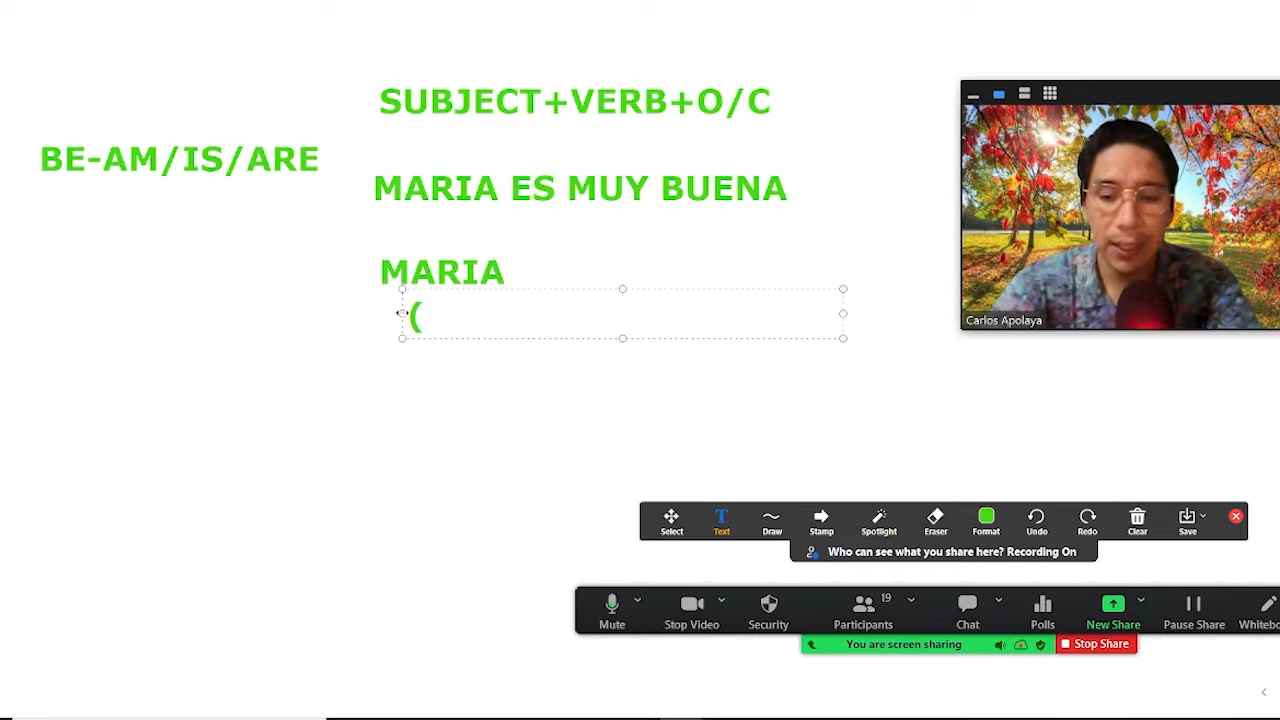 SUBJECT+VERB+O/C
BE-AM/IS/ARE
MARIA ES MUY BUENA
MARIA
(
Carlos Apolaya
Select
Text
Draw
Stamp
Spotlight
Eraser
Format
Undo
Redo
Clear
Save
Who can see what you share here? Recording On
19
Mute
Stop Video
Security
Participants
Chat
Polls
New Share
Pause Share
Whitebo
You are screen sharing
Stop Share